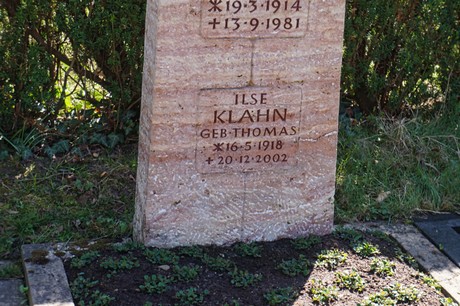 ✶19·3·1914
✝13·9·1981
ILSE
KLAHN
GEB·THOMAS
✶16·5·1918
✝20·12·2002